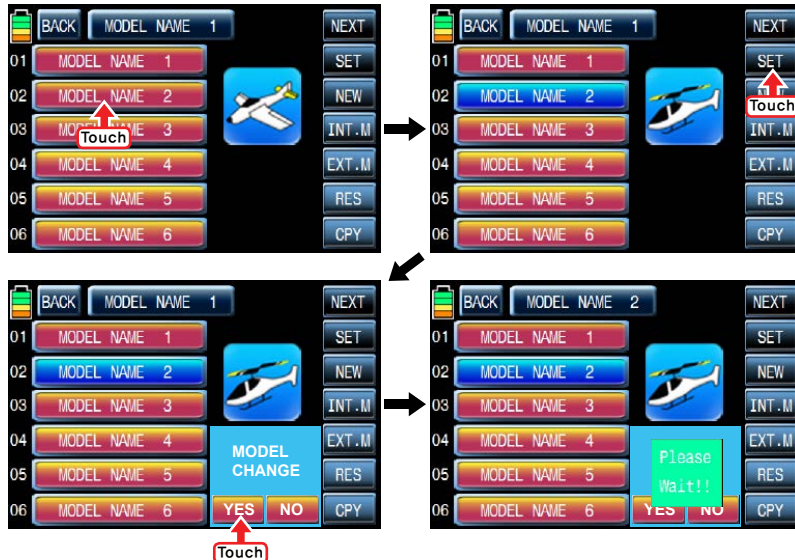 BACK MODEL NAME 1 NEXT
01 MODEL NAME 1 SET
02 MODEL NAME 2 NEW
03 MODEL NAME 3 INT.M
Touch
04 MODEL NAME 4 EXT.M
05 MODEL NAME 5 RES
06 MODEL NAME 6 CPY
BACK MODEL NAME 1 NEXT
01 MODEL NAME 1 SET
02 MODEL NAME 2
Touch
03 MODEL NAME 3 INT.M
04 MODEL NAME 4 EXT.M
05 MODEL NAME 5 RES
06 MODEL NAME 6 CPY
BACK MODEL NAME 1 NEXT
01 MODEL NAME 1 SET
02 MODEL NAME 2 NEW
03 MODEL NAME 3 INT.M
04 MODEL NAME 4 EXT.M
MODEL
CHANGE
05 MODEL NAME 5 RES
06 MODEL NAME 6 YES NO CPY
Touch
BACK MODEL NAME 2 NEXT
01 MODEL NAME 1 SET
02 MODEL NAME 2 NEW
03 MODEL NAME 3 INT.M
04 MODEL NAME 4 EXT.M
Please
Wait!!
05 MODEL NAME 5 RES
06 MODEL NAME 6 YES NO CPY